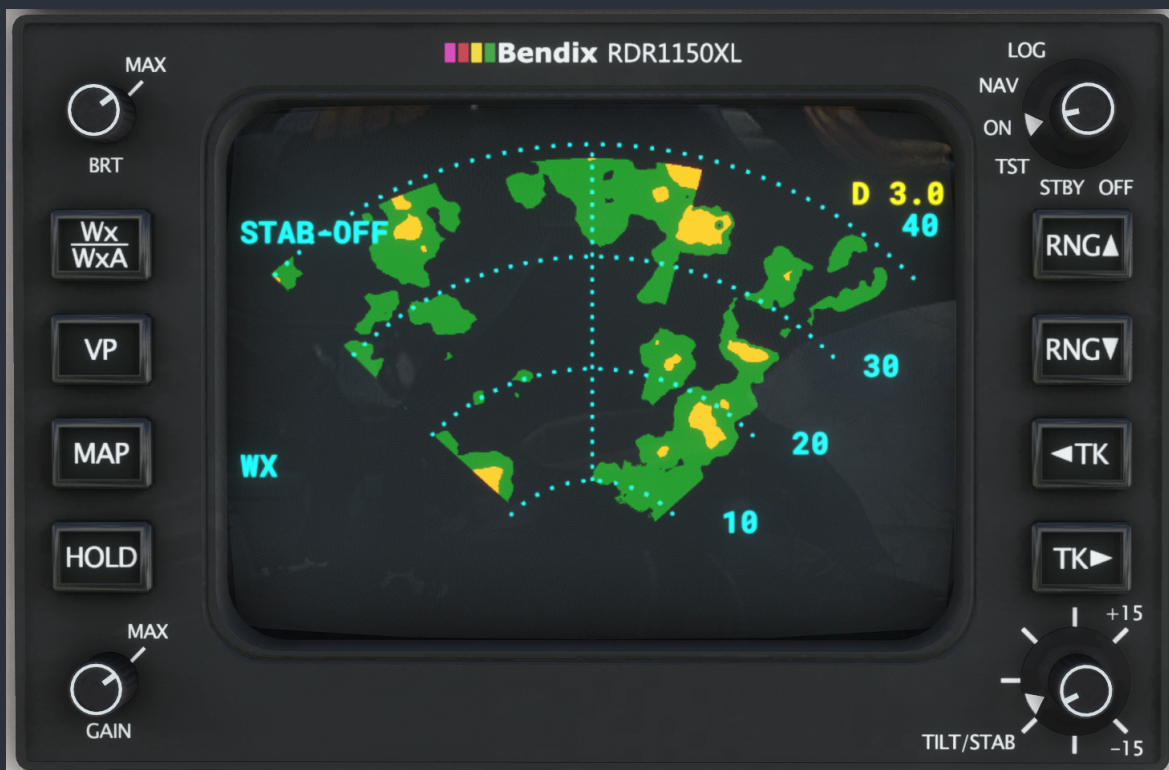 Bendix RDR1150XL
MAX
BRT
LOG
NAV
ON
TST
STBY OFF
Wx
WxA
VP
MAP
HOLD
MAX
GAIN
STAB-OFF
D 3.0
40
30
20
10
WX
RNG▲
RNG▼
◄TK
TK►
+15
TILT/STAB
-15